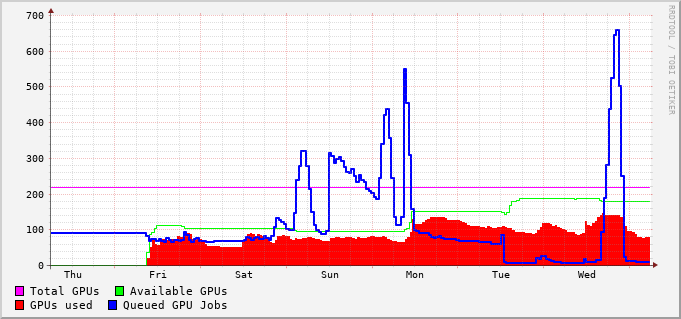 700
600
500
400
300
200
100
0
Thu Fri Sat Sun Mon Tue Wed
RRDTOOL / TOBI OETIKER
Total GPUs Available GPUs
GPUs used Queued GPU Jobs